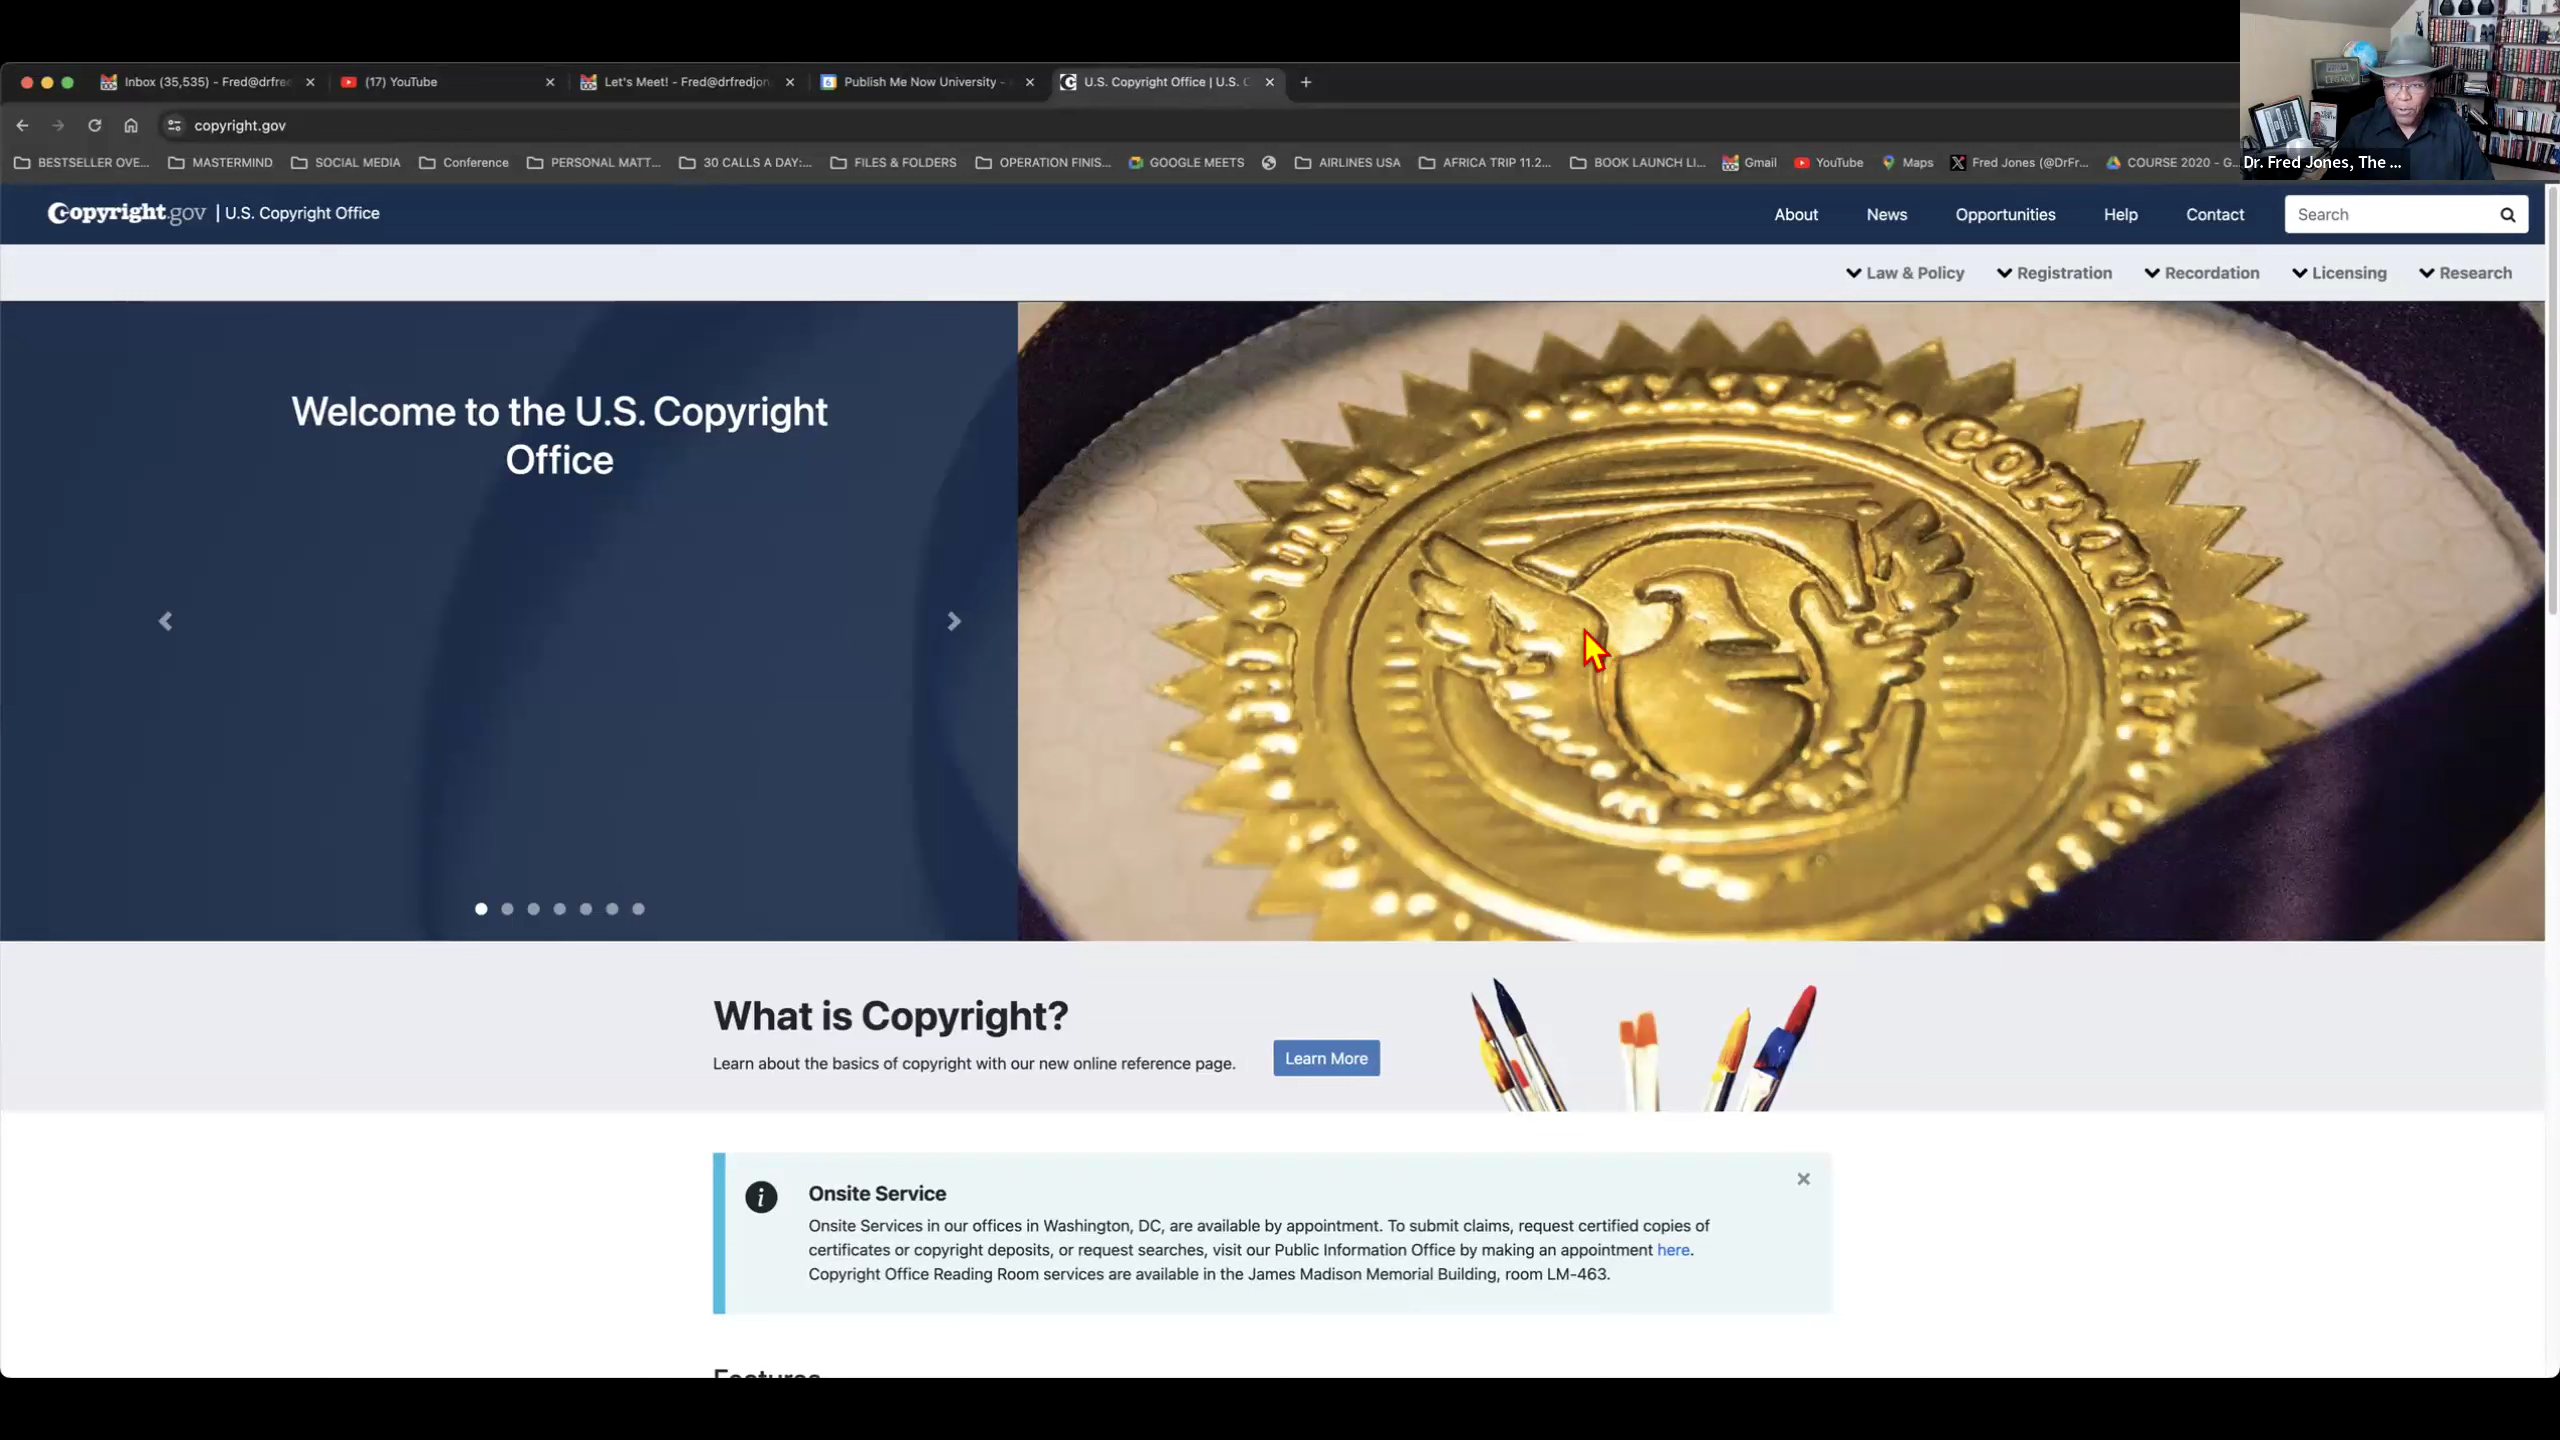 Inbox (35,535) - Fred@drfre
(17) YouTube
Let's Meet! - Fred@drfredjon
Publish Me Now University -
U.S. Copyright Office | U.S. C
copyright.gov
BESTSELLER OVE...
MASTERMIND
SOCIAL MEDIA
Conference
PERSONAL MATT...
30 CALLS A DAY:...
FILES & FOLDERS
OPERATION FINIS...
GOOGLE MEETS
AIRLINES USA
AFRICA TRIP 11.2...
BOOK LAUNCH LI...
Gmail
YouTube
Maps
Fred Jones (@DrFr...
COURSE 2020 - G...
Dr. Fred Jones, The ...
Copyright.gov | U.S. Copyright Office
About
News
Opportunities
Help
Contact
Search
Law & Policy
Registration
Recordation
Licensing
Research
Welcome to the U.S. Copyright
Office
What is Copyright?
Learn about the basics of copyright with our new online reference page.
Learn More
Onsite Service
Onsite Services in our offices in Washington, DC, are available by appointment. To submit claims, request certified copies of
certificates or copyright deposits, or request searches, visit our Public Information Office by making an appointment here.
Copyright Office Reading Room services are available in the James Madison Memorial Building, room LM-463.
Features